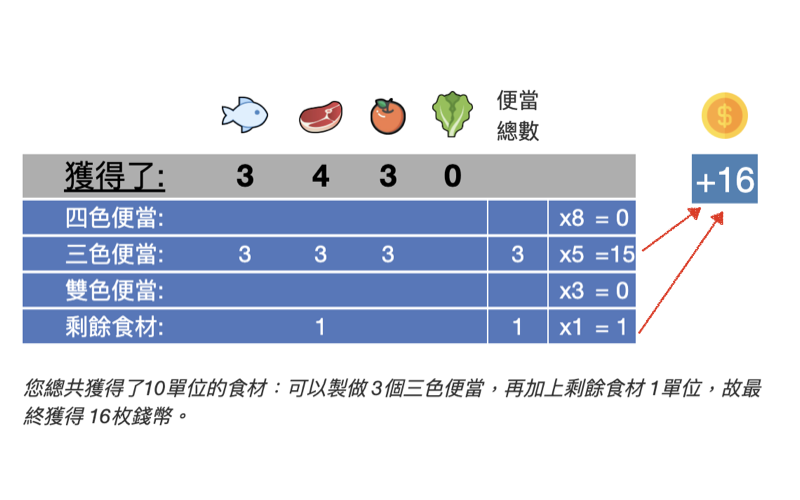 便當
總數
獲得了: 3 4 3 0
+16
四色便當: x8 = 0
三色便當: 3 3 3 3 x5 =15
雙色便當: x3 = 0
剩餘食材: 1 1 x1 = 1
您總共獲得了10單位的食材：可以製做 3個三色便當，再加上剩餘食材 1單位，故最
終獲得 16枚錢幣。